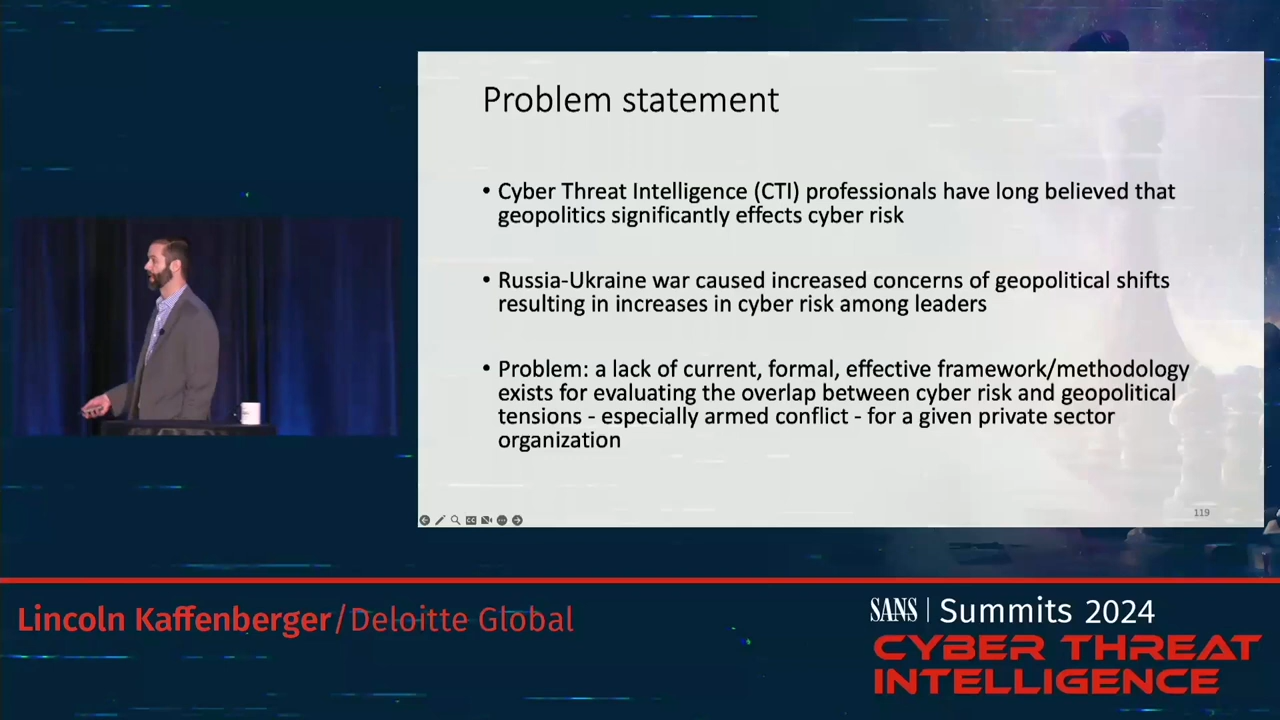 Problem statement
• Cyber Threat Intelligence (CTI) professionals have long believed that
geopolitics significantly effects cyber risk
• Russia-Ukraine war caused increased concerns of geopolitical shifts
resulting in increases in cyber risk among leaders
• Problem: a lack of current, formal, effective framework/methodology
exists for evaluating the overlap between cyber risk and geopolitical
tensions - especially armed conflict - for a given private sector
organization
119
Lincoln Kaffenberger/Deloitte Global
SANS | Summits 2024
CYBER THREAT
INTELLIGENCE